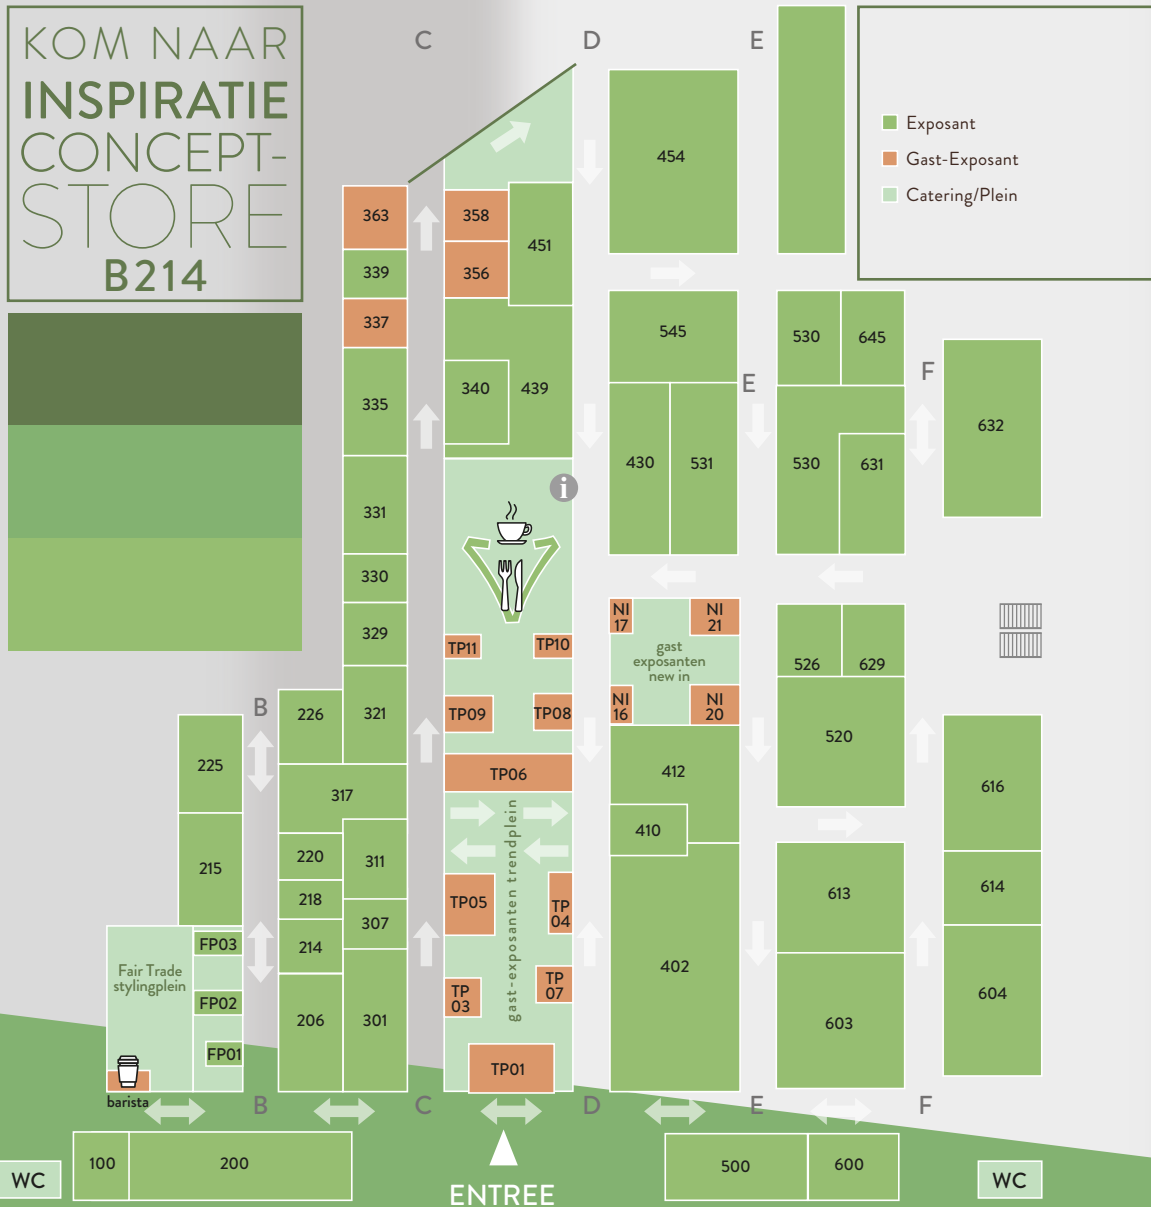 KOM NAAR
INSPIRATIE
CONCEPT-
STORE
B214
C
D
E
Exposant
Gast-Exposant
Catering/Plein
454
363
358
451
339
356
337
545
530
645
E
F
335
340
439
632
430
531
530
631
i
331
330
NI
17
NI
21
329
TP11
TP10
gast
exposanten
new in
526
629
NI
16
NI
20
B
226
321
TP09
TP08
520
225
412
TP06
616
317
410
220
311
215
218
TP05
TP
04
613
614
307
gast-exposanten trendplein
FP03
214
402
Fair Trade
stylingplein
TP
03
TP
07
604
FP02
206
301
603
FP01
TP01
barista
B
C
D
E
F
100
200
500
600
WC
WC
ENTREE